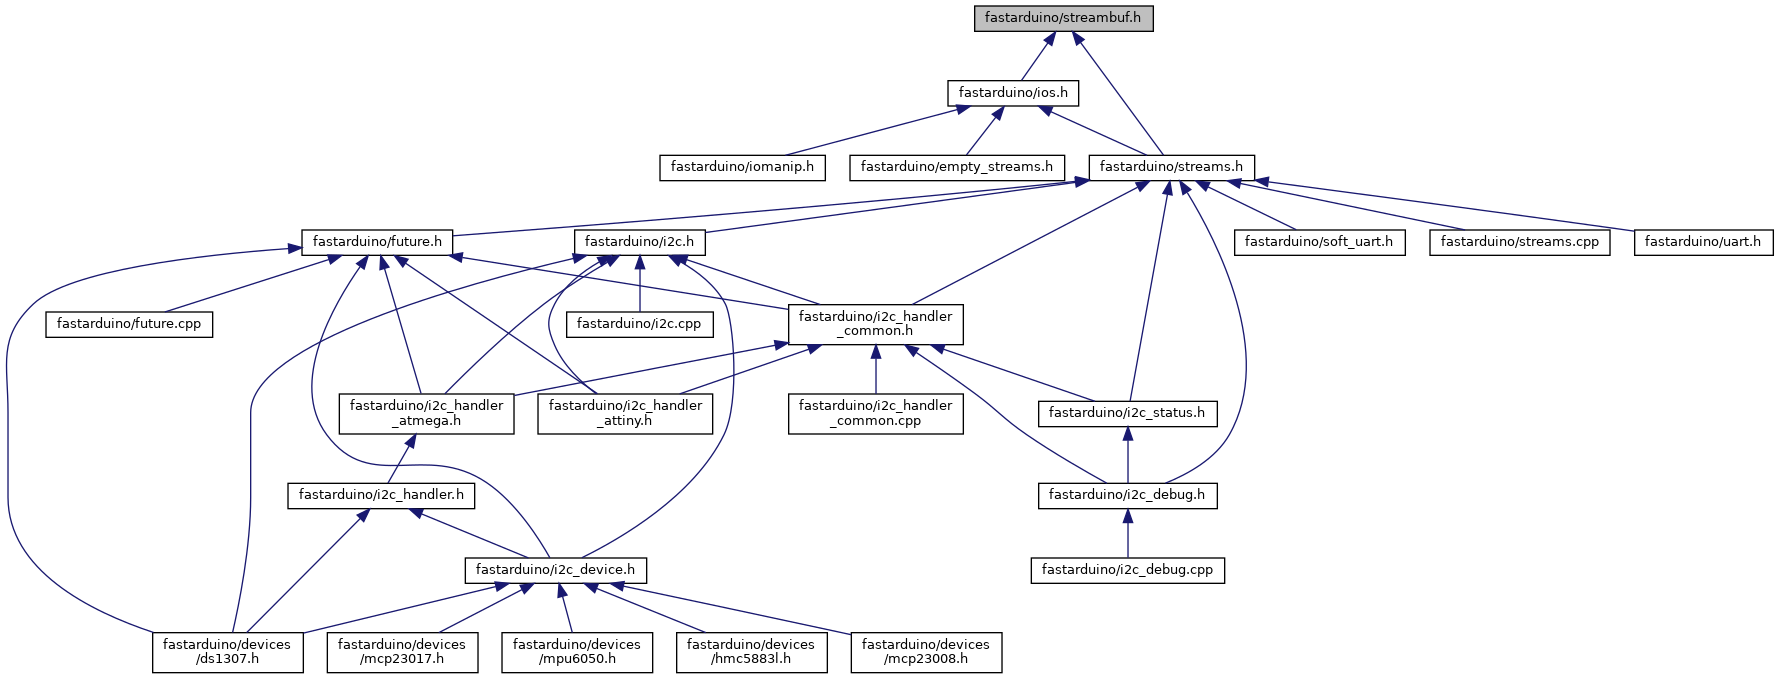 fastarduino/streambuf.h
fastarduino/ios.h
fastarduino/iomanip.h
fastarduino/empty_streams.h
fastarduino/streams.h
fastarduino/future.h
fastarduino/i2c.h
fastarduino/soft_uart.h
fastarduino/streams.cpp
fastarduino/uart.h
fastarduino/future.cpp
fastarduino/i2c.cpp
fastarduino/i2c_handler
_common.h
fastarduino/i2c_handler
_atmega.h
fastarduino/i2c_handler
_attiny.h
fastarduino/i2c_handler
_common.cpp
fastarduino/i2c_status.h
fastarduino/i2c_handler.h
fastarduino/i2c_debug.h
fastarduino/i2c_device.h
fastarduino/i2c_debug.cpp
fastarduino/devices
/ds1307.h
fastarduino/devices
/mcp23017.h
fastarduino/devices
/mpu6050.h
fastarduino/devices
/hmc5883l.h
fastarduino/devices
/mcp23008.h